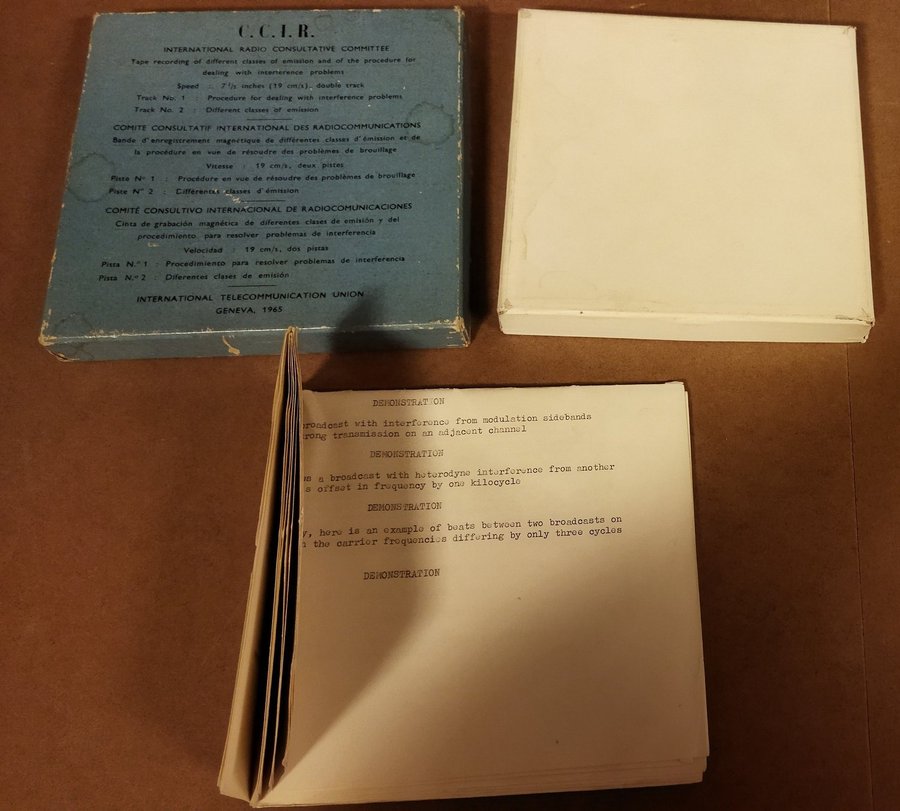 C. C. I. R.
INTERNATIONAL RADIO CONSULTATIVE COMMITTEE
Tape recording of different classes of emission and of the procedure for
dealing with interference problems
Speed : 7 1/2 inches (19 cm/s), double track
Track No. 1 : Procedure for dealing with interference problems
Track No. 2 : Different classes of emission
COMITÉ CONSULTATIF INTERNATIONAL DES RADIOCOMMUNICATIONS
Bande d'enregistrement magnétique de différentes classes d'émission et de
la procédure en vue de résoudre des problèmes de brouillage
Vitesse : 19 cm/s, deux pistes
Piste N° 1 : Procédure en vue de résoudre des problèmes de brouillage
Piste N° 2 : Différentes classes d'émission
COMITÉ CONSULTIVO INTERNACIONAL DE RADIOCOMUNICACIONES
Cinta de grabación magnética de diferentes clases de emisión y del
procedimiento para resolver problemas de interferencia
Velocidad : 19 cm/s, dos pistas
Pista N.° 1 : Procedimiento para resolver problemas de interferencia
Pista N.° 2 : Diferentes clases de emisión
INTERNATIONAL TELECOMMUNICATION UNION
GENEVA, 1965
DEMONSTRATION
broadcast with interference from modulation sidebands
rong transmission on an adjacent channel
DEMONSTRATION
s a broadcast with heterodyne interference from another
s offset in frequency by one kilocycle
DEMONSTRATION
y, here is an example of beats between two broadcasts on
the carrier frequencies differing by only three cycles
DEMONSTRATION